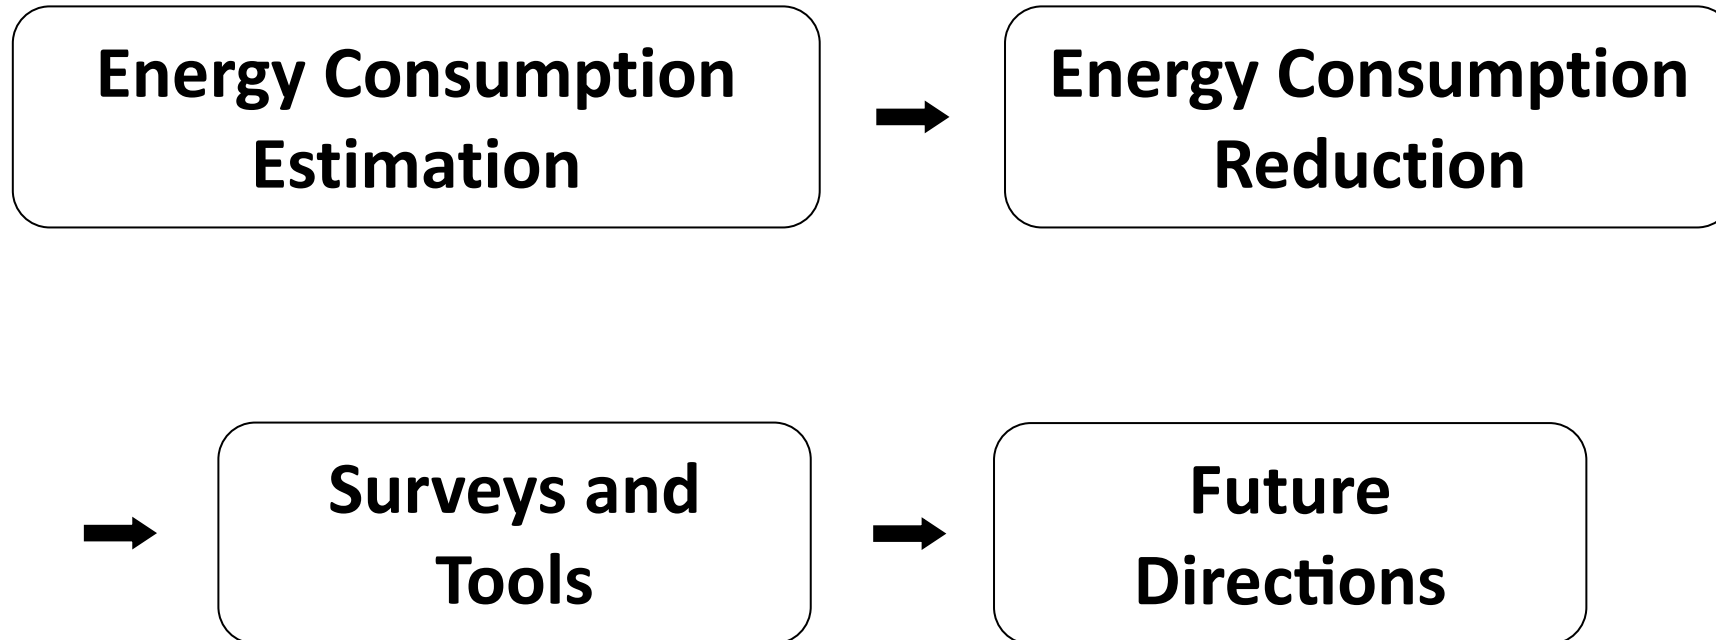 Energy Consumption
Estimation
Energy Consumption
Reduction
Surveys and
Tools
Future
Directions